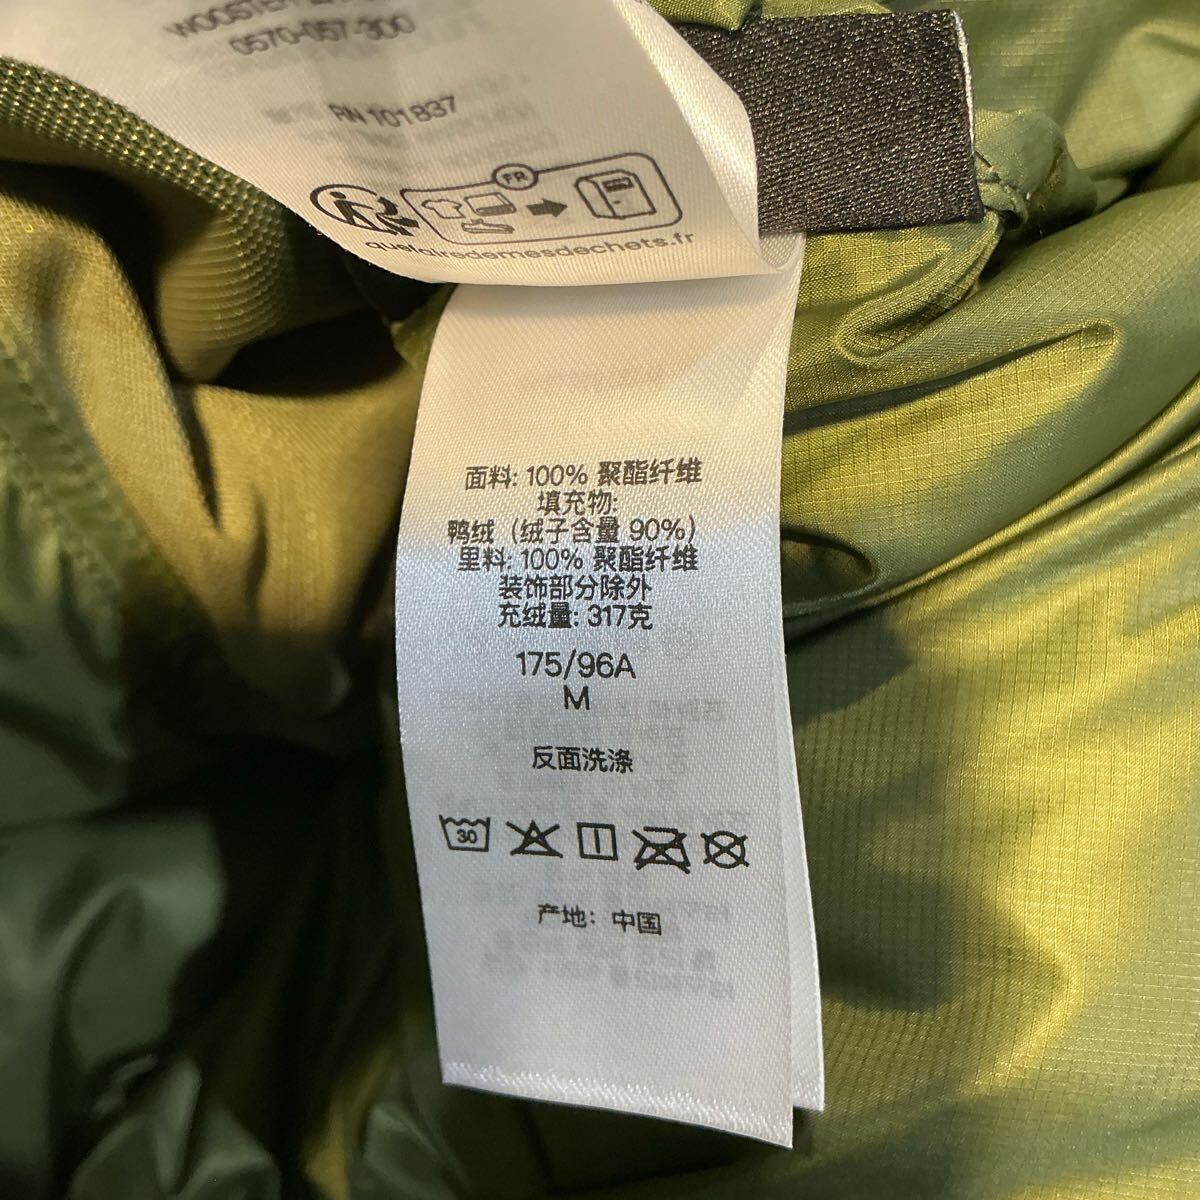 0570-057-300
RN 101837
FR
quefairedemesdechets.fr
面料: 100% 聚酯纤维
填充物:
鸭绒（绒子含量 90%）
里料: 100% 聚酯纤维
装饰部分除外
充绒量: 317克
175/96A
M
反面洗涤
30
产地: 中国